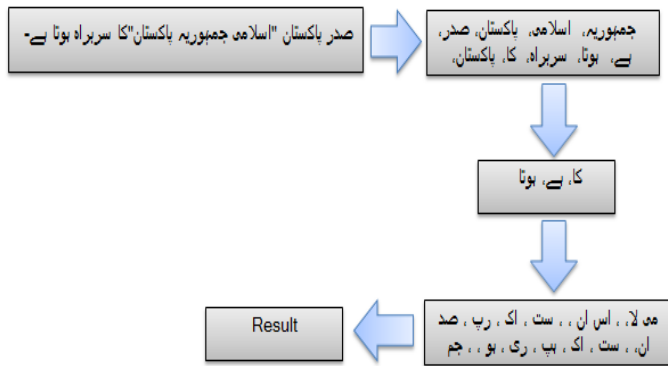 صدر پاکستان "اسلامی جمہوریہ پاکستان"کا سربراہ ہوتا ہے-
جمہوریہ، اسلامی، پاکستان، صدر،
ہے، ہوتا، سربراہ، کا، پاکستان،
کا، ہے، ہوتا
می لا، ، اس ان ، ، ست ، اک ، رپ ، صد
ان، ، ست ، اک ، ہپ ، ری ، ہو ، ، جم
Result